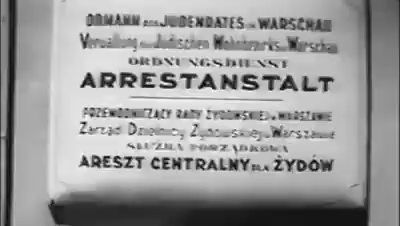 OBMANN DES JUDENRATES IN WARSCHAU
Verwaltung des Jüdischen Wohnbezirks in Warschau
ORDNUNGSDIENST
ARRESTANSTALT
PRZEWODNICZĄCY RADY ŻYDOWSKIEJ W WARSZAWIE
Zarząd Dzielnicy Żydowskiej w Warszawie
SŁUŻBA PORZĄDKOWA
ARESZT CENTRALNY DLA ŻYDÓW